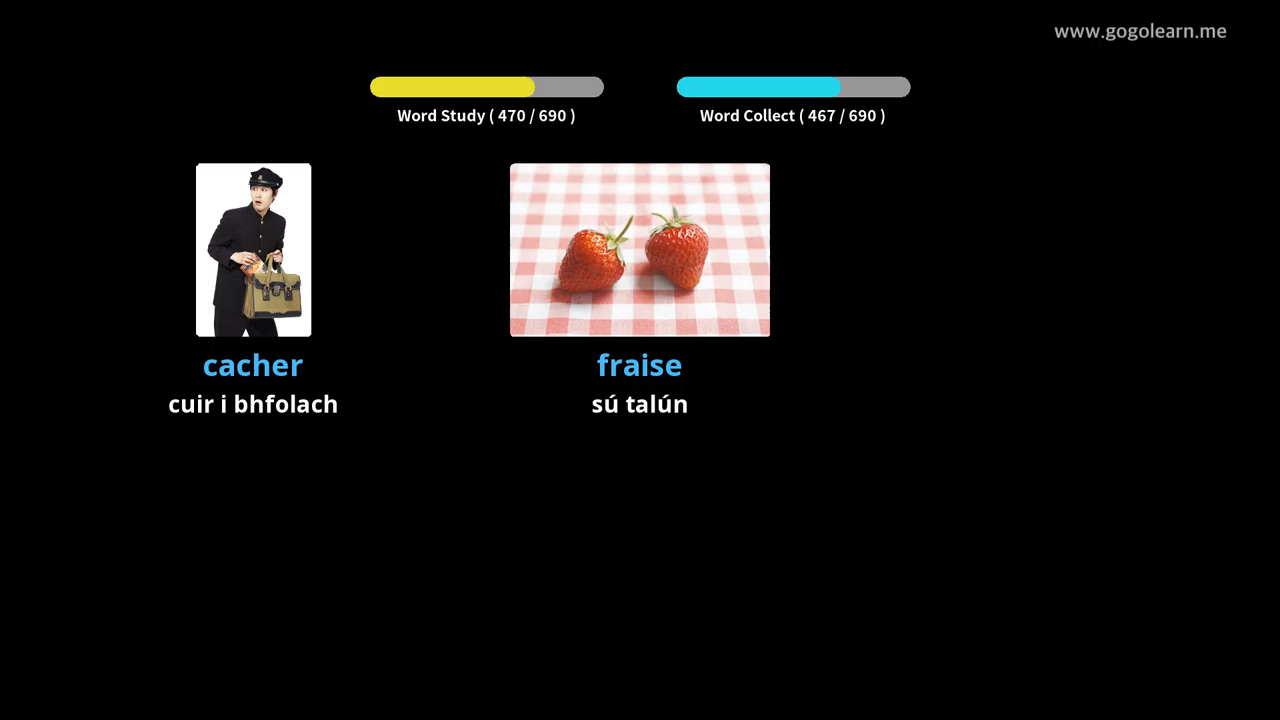 www.gogolearn.me
Word Study ( 470 / 690 )
Word Collect ( 467 / 690 )
cacher
cuir i bhfolach
fraise
sú talún